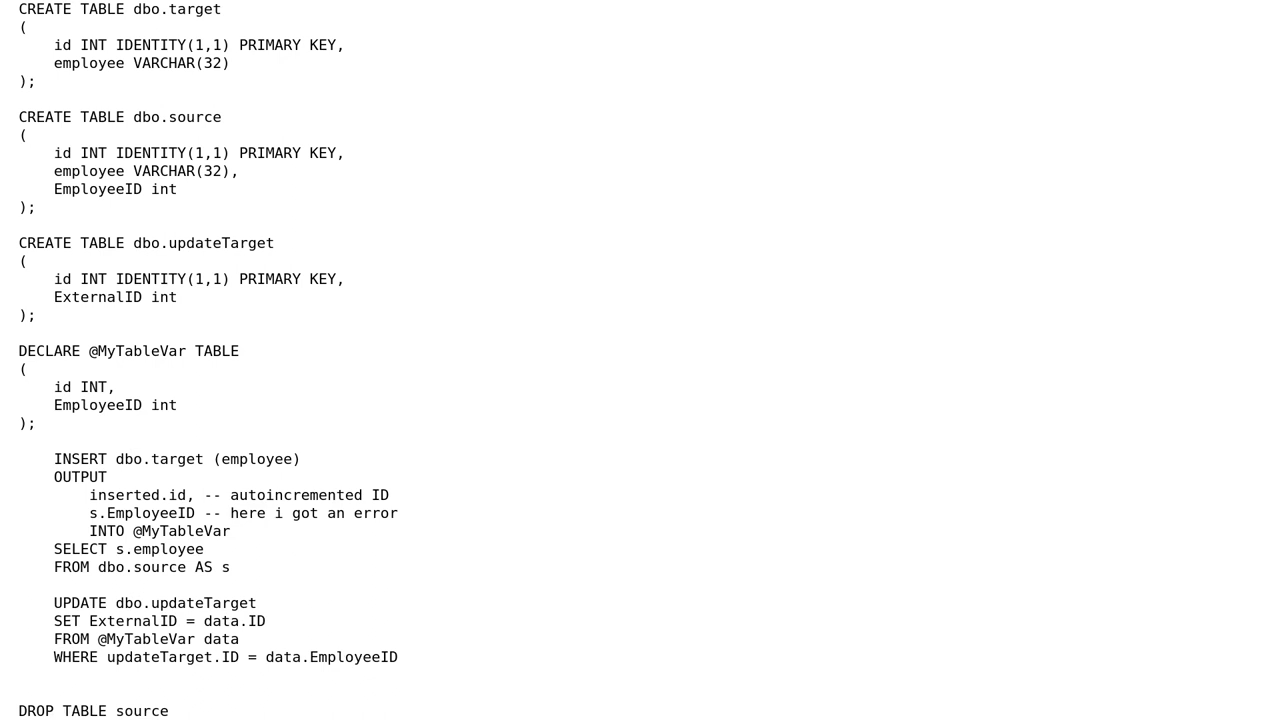 CREATE TABLE dbo.target
(
    id INT IDENTITY(1,1) PRIMARY KEY,
    employee VARCHAR(32)
);

CREATE TABLE dbo.source
(
    id INT IDENTITY(1,1) PRIMARY KEY,
    employee VARCHAR(32),
    EmployeeID int
);

CREATE TABLE dbo.updateTarget
(
    id INT IDENTITY(1,1) PRIMARY KEY,
    ExternalID int
);

DECLARE @MyTableVar TABLE
(
    id INT,
    EmployeeID int
);

    INSERT dbo.target (employee)
    OUTPUT
        inserted.id, -- autoincremented ID
        s.EmployeeID -- here i got an error
        INTO @MyTableVar
    SELECT s.employee
    FROM dbo.source AS s

    UPDATE dbo.updateTarget
    SET ExternalID = data.ID
    FROM @MyTableVar data
    WHERE updateTarget.ID = data.EmployeeID


DROP TABLE source